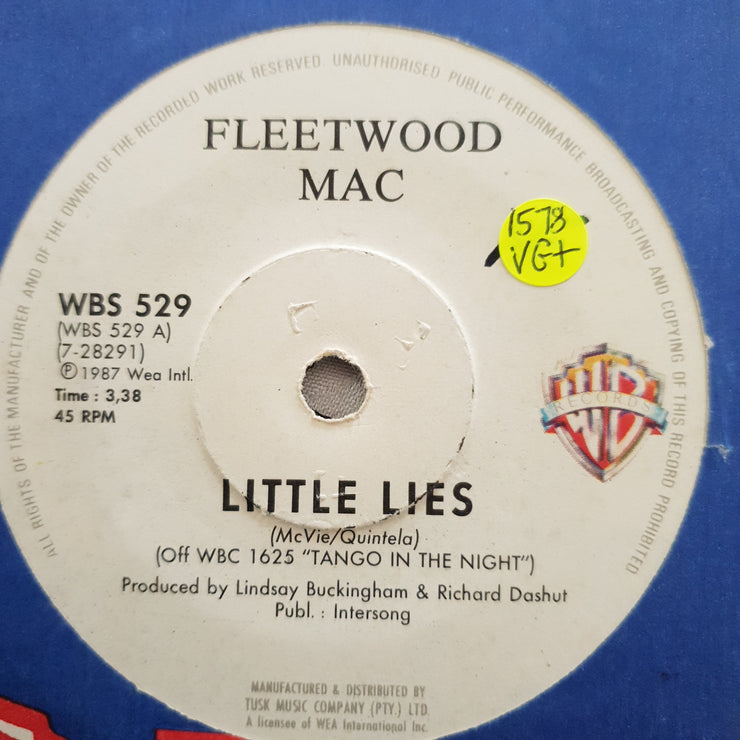 ALL RIGHTS OF THE MANUFACTURER AND OF THE OWNER OF THE RECORDED WORK RESERVED. UNAUTHORISED PUBLIC PERFORMANCE BROADCASTING AND COPYING OF THIS RECORD PROHIBITED
FLEETWOOD
MAC
1578
VG+
WBS 529
(WBS 529 A)
(7-28291)
℗ 1987 Wea Intl.
Time : 3,38
45 RPM
WB
RECORDS
LITTLE LIES
(McVie/Quintela)
(Off WBC 1625 "TANGO IN THE NIGHT")
Produced by Lindsay Buckingham & Richard Dashut
Publ. : Intersong
MANUFACTURED & DISTRIBUTED BY
TUSK MUSIC COMPANY (PTY.) LTD.
A licensee of WEA International Inc.